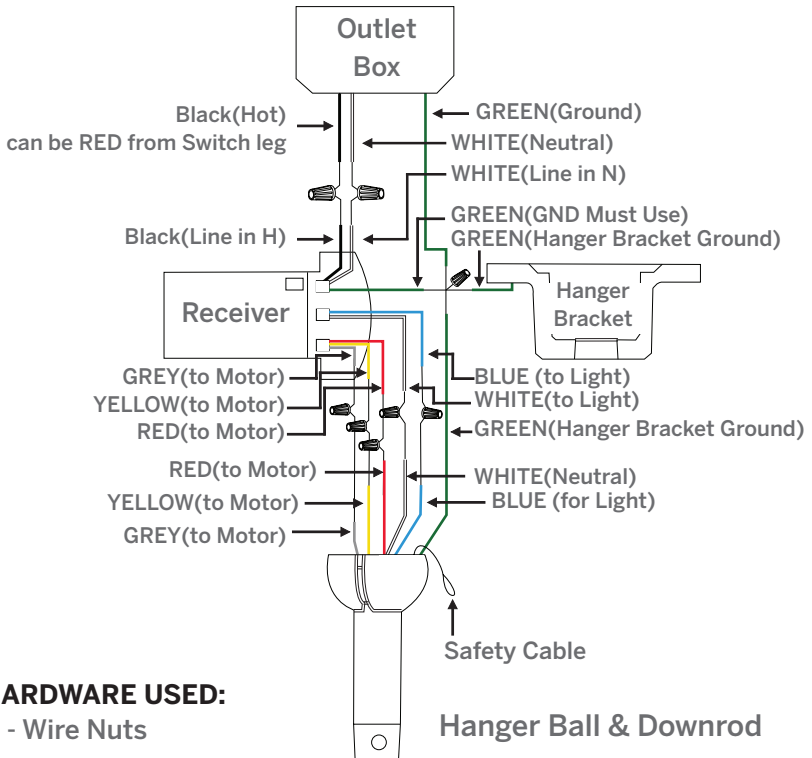 Outlet
Box
Black(Hot)
can be RED from Switch leg
GREEN(Ground)
WHITE(Neutral)
WHITE(Line in N)
GREEN(GND Must Use)
Black(Line in H)
GREEN(Hanger Bracket Ground)
Receiver
Hanger
Bracket
GREY(to Motor)
BLUE (to Light)
YELLOW(to Motor)
WHITE(to Light)
RED(to Motor)
GREEN(Hanger Bracket Ground)
RED(to Motor)
WHITE(Neutral)
YELLOW(to Motor)
BLUE (for Light)
GREY(to Motor)
Safety Cable
ARDWARE USED:
- Wire Nuts
Hanger Ball & Downrod